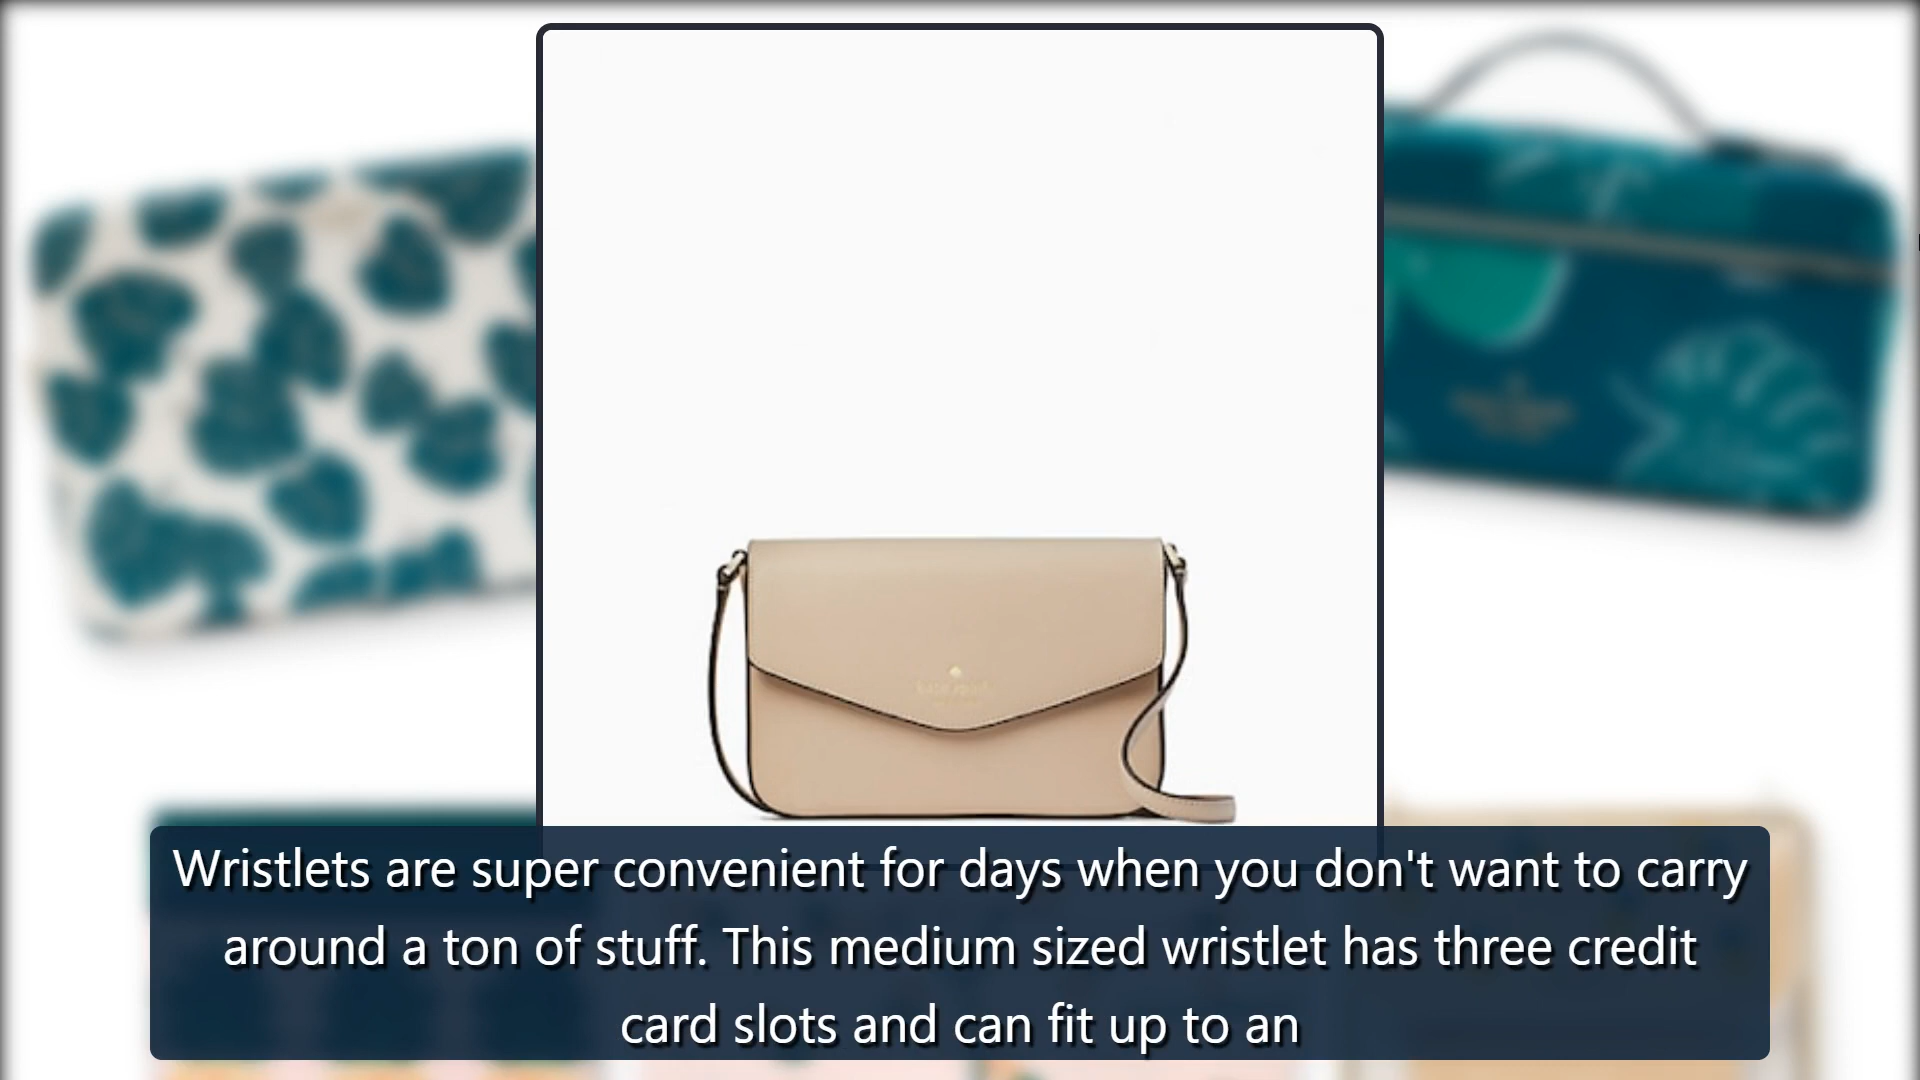 Wristlets are super convenient for days when you don't want to carry
around a ton of stuff. This medium sized wristlet has three credit
card slots and can fit up to an